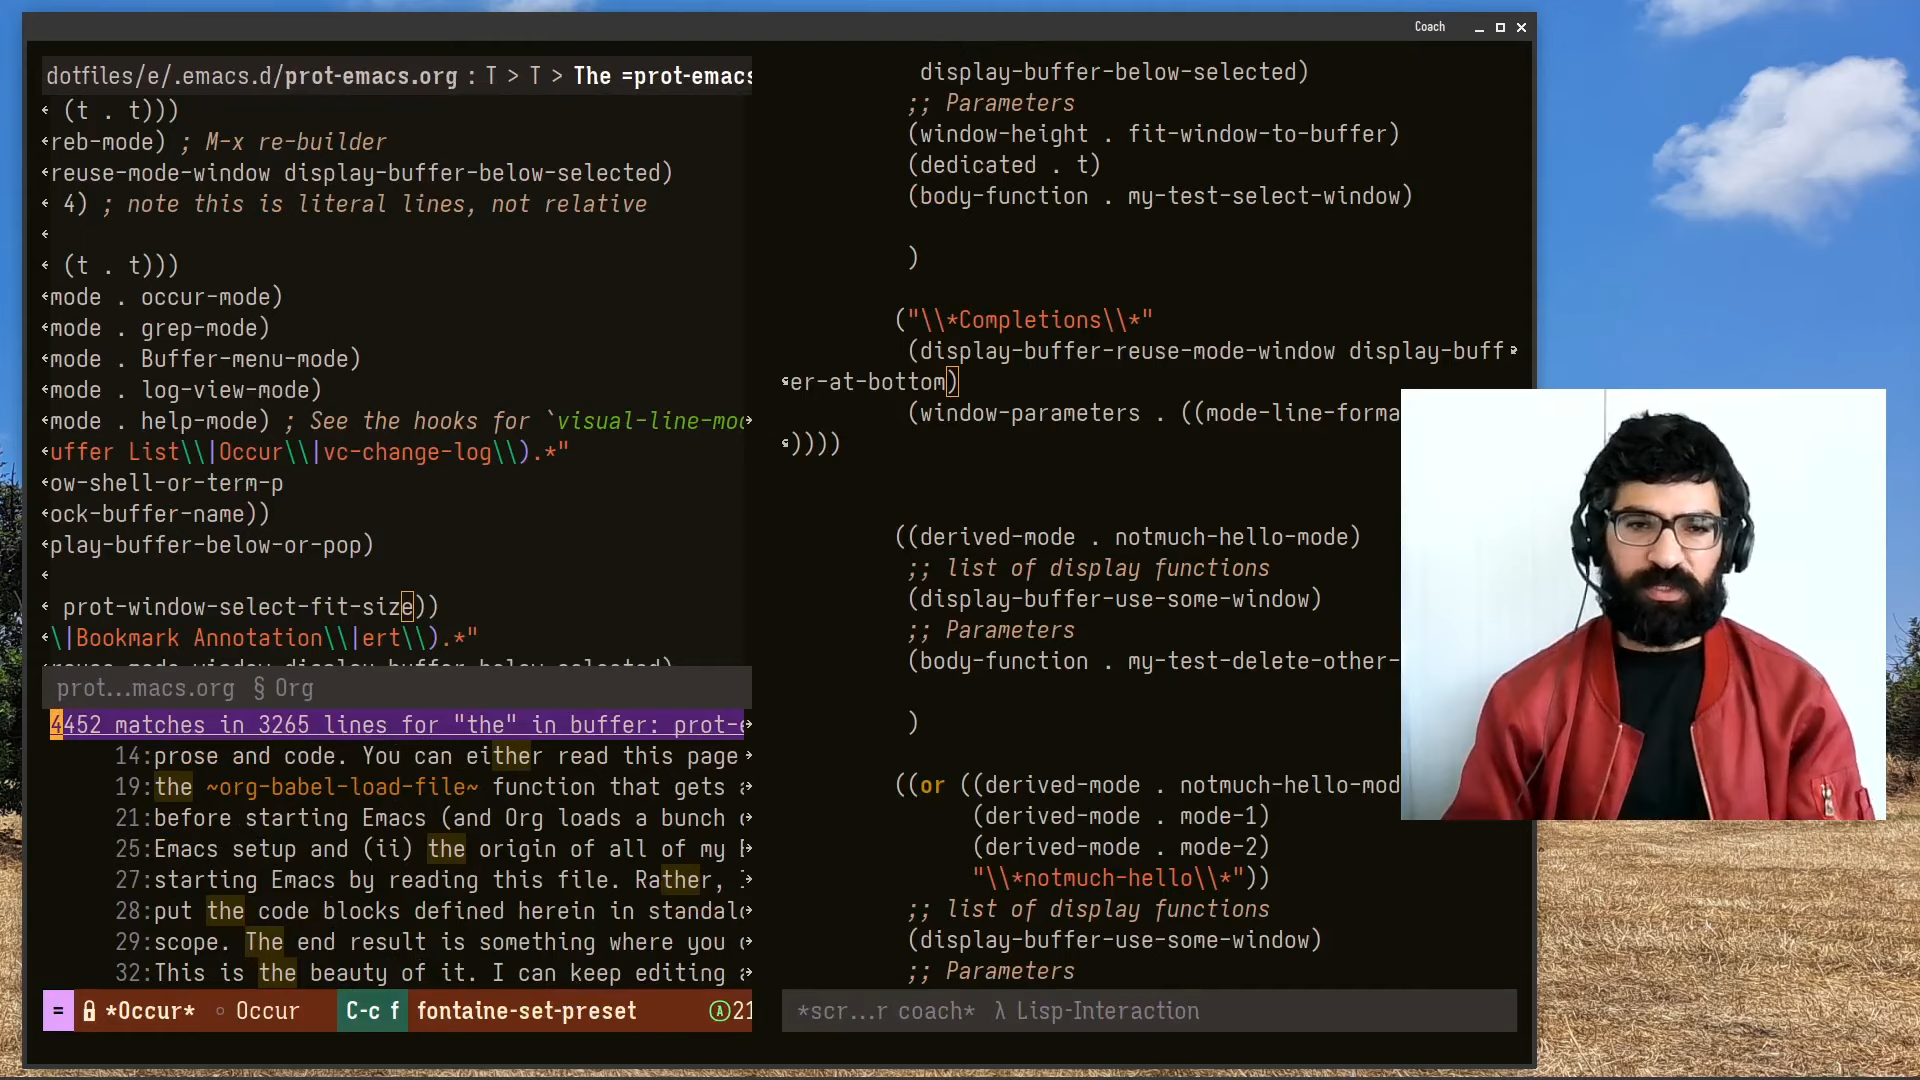 Coach
dotfiles/e/.emacs.d/prot-emacs.org : T > T > The =prot-emacs
(t . t)))
reb-mode) ; M-x re-builder
reuse-mode-window display-buffer-below-selected)
4) ; note this is literal lines, not relative
(t . t)))
mode . occur-mode)
mode . grep-mode)
mode . Buffer-menu-mode)
mode . log-view-mode)
mode . help-mode) ; See the hooks for `visual-line-mod
uffer List\\|Occur\\|vc-change-log\\).*"
ow-shell-or-term-p
ock-buffer-name))
play-buffer-below-or-pop)
prot-window-select-fit-size))
\|Bookmark Annotation\\|ert\\).*"
reuse-mode-window display-buffer-below-selected)
prot...macs.org § Org
4452 matches in 3265 lines for "the" in buffer: prot-e
14:prose and code. You can either read this page
19:the ~org-babel-load-file~ function that gets
21:before starting Emacs (and Org loads a bunch
25:Emacs setup and (ii) the origin of all of my
27:starting Emacs by reading this file. Rather,
28:put the code blocks defined herein in standal
29:scope. The end result is something where you
32:This is the beauty of it. I can keep editing
= *Occur* ◦ Occur C-c f fontaine-set-preset Ⓐ21
display-buffer-below-selected)
;; Parameters
(window-height . fit-window-to-buffer)
(dedicated . t)
(body-function . my-test-select-window)
)
("\\*Completions\\*"
(display-buffer-reuse-mode-window display-buff
er-at-bottom)
(window-parameters . ((mode-line-forma
))))
((derived-mode . notmuch-hello-mode)
;; list of display functions
(display-buffer-use-some-window)
;; Parameters
(body-function . my-test-delete-other-
)
((or ((derived-mode . notmuch-hello-mod
(derived-mode . mode-1)
(derived-mode . mode-2)
"\\*notmuch-hello\\*"))
;; list of display functions
(display-buffer-use-some-window)
;; Parameters
*scr...r coach* λ Lisp-Interaction